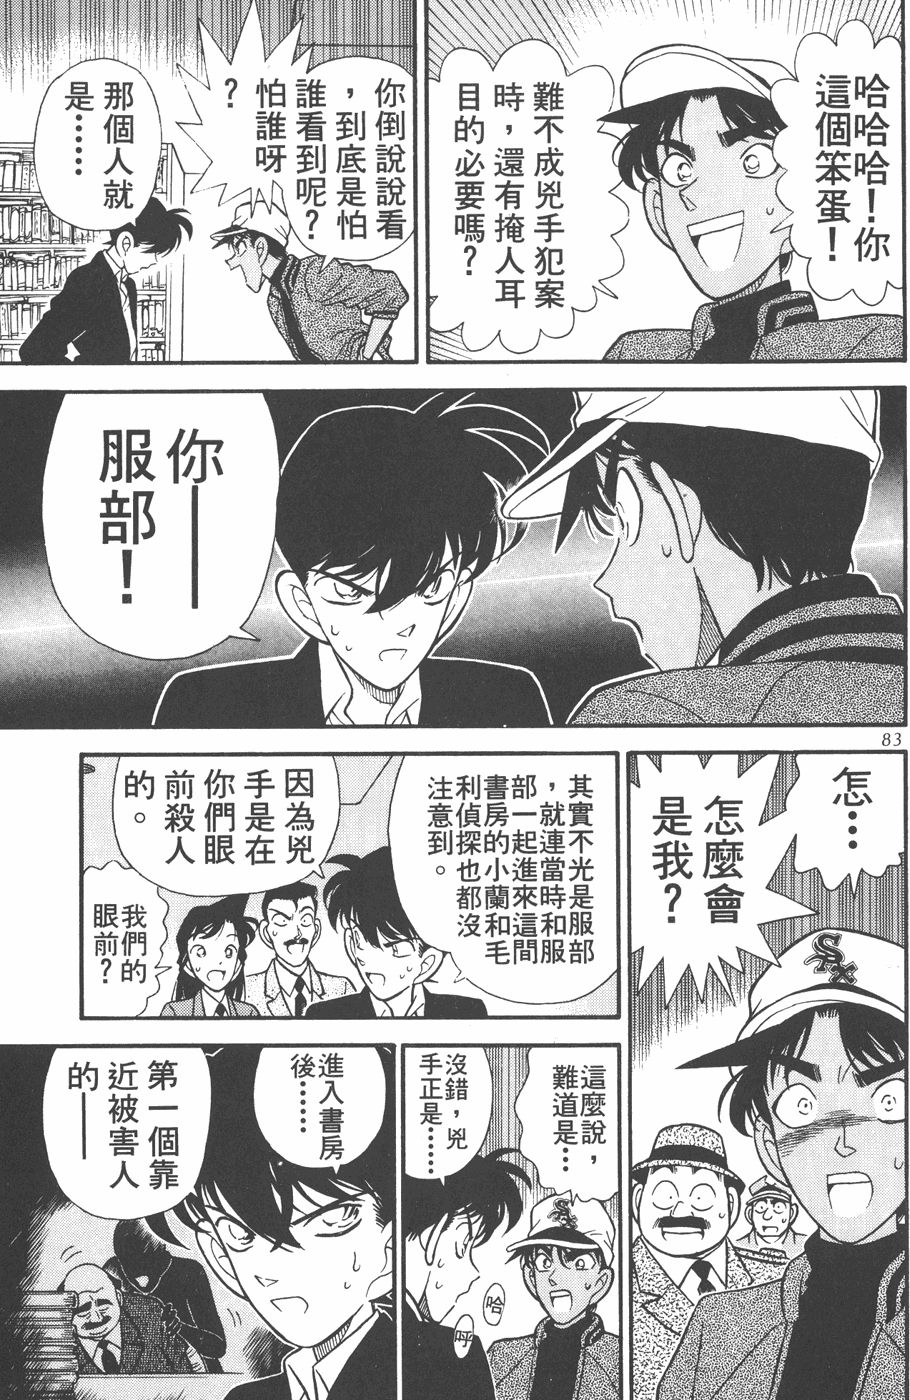 哈哈哈！你
這個笨蛋！
難不成兇手犯案
時，還有掩人耳
目的必要嗎？
你倒說說看
，到底是怕
誰看到呢？
怕誰呀
？
那個人就
是……
你——
服部！
83
怎…
怎麼會
是我？
SOX
其實不光是服部
，就連當時和服
部一起進來這間
書房的小蘭和毛
利偵探也都沒
注意到。
因為兇
手是在
你們眼
前殺人
的。
我們的
眼前？
這麼說，
難道是…
沒錯，兇
手正是……
SOX
哈
呼
進入書房
後……
第一個靠
近被害人
的——